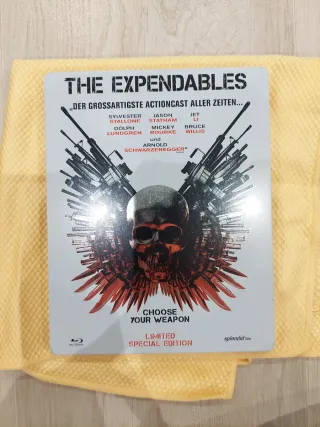 THE EXPENDABLES
„DER GROSSARTIGSTE ACTIONCAST ALLER ZEITEN...
SYLVESTER JASON JET
STALLONE STATHAM LI
DOLPH MICKEY BRUCE
LUNDGREN ROURKE WILLIS
und
ARNOLD
SCHWARZENEGGER"
CHOOSE
YOUR WEAPON
LIMITED
SPECIAL EDITION
splendid